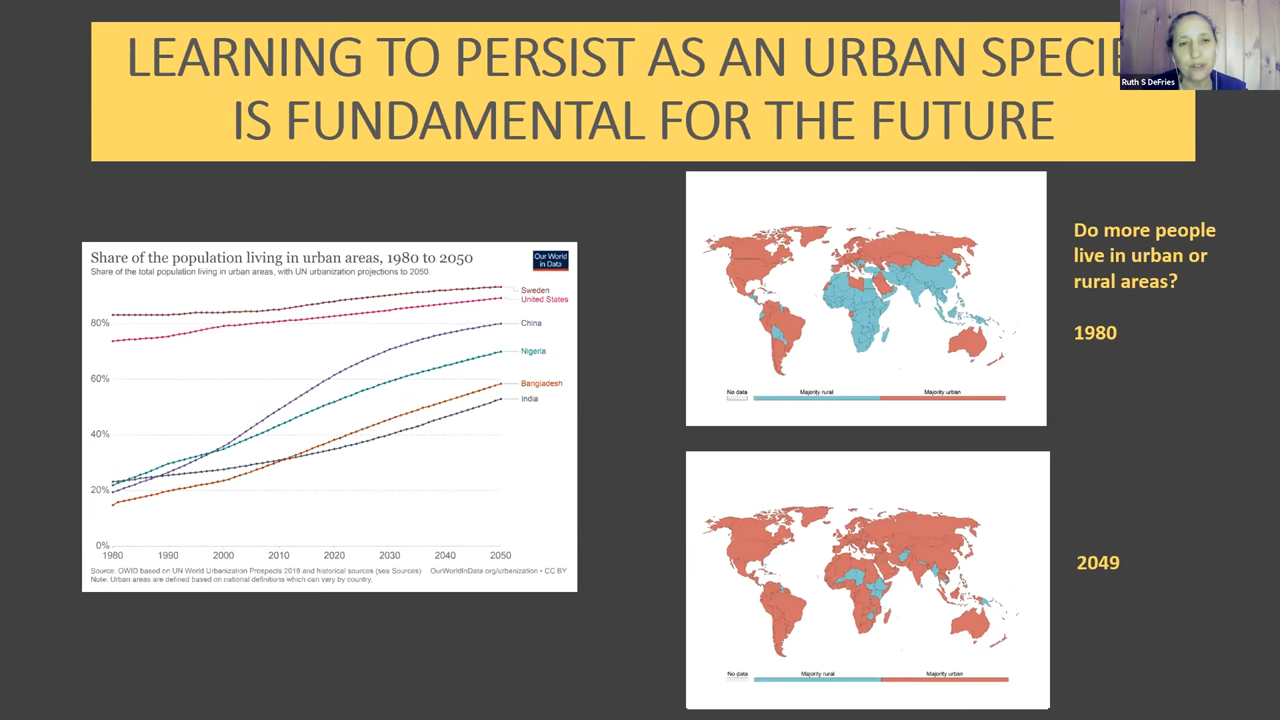 LEARNING TO PERSIST AS AN URBAN SPECIE
IS FUNDAMENTAL FOR THE FUTURE
Ruth S DeFries
Share of the population living in urban areas, 1980 to 2050
Share of the total population living in urban areas, with UN urbanization projections to 2050.
Our World
in Data
Sweden
United States
80%
China
Nigeria
60%
Bangladesh
India
40%
20%
0%
1980 1990 2000 2010 2020 2030 2040 2050
Source: OWID based on UN World Urbanization Prospects 2018 and historical sources (see Sources) OurWorldInData.org/urbanization • CC BY
Note: Urban areas are defined based on national definitions which can vary by country.
No data Majority rural Majority urban
Do more people
live in urban or
rural areas?
1980
No data Majority rural Majority urban
2049